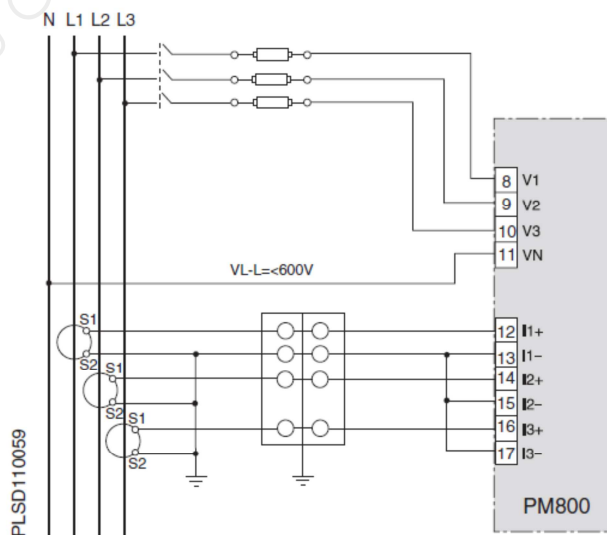 N L1 L2 L3
8 V1
9 V2
10 V3
11 VN
VL-L=<600V
S1
S2
S1
S2
S1
S2
12 I1+
13 I1−
14 I2+
15 I2−
16 I3+
17 I3−
PM800
PLSD110059